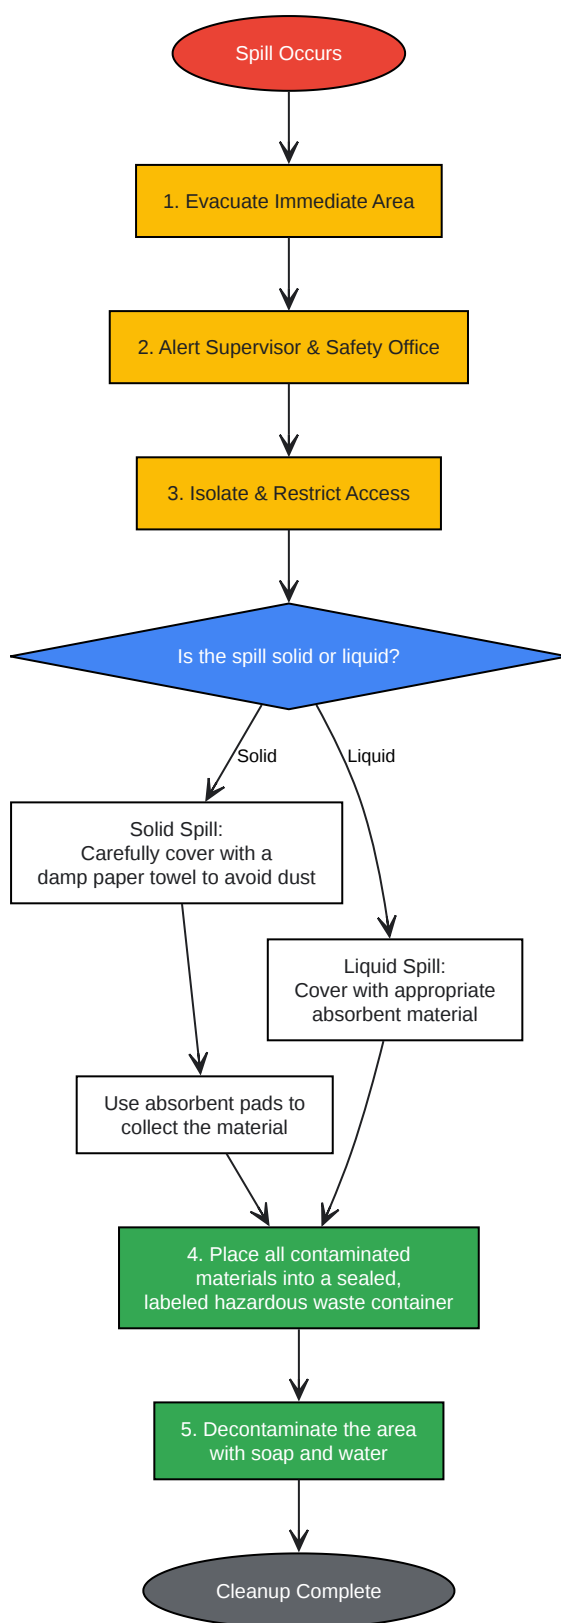 Spill Occurs
1. Evacuate Immediate Area
2. Alert Supervisor & Safety Office
3. Isolate & Restrict Access
Is the spill solid or liquid?
Solid
Liquid
Solid Spill:
Carefully cover with a
damp paper towel to avoid dust
Liquid Spill:
Cover with appropriate
absorbent material
Use absorbent pads to
collect the material
4. Place all contaminated
materials into a sealed,
labeled hazardous waste container
5. Decontaminate the area
with soap and water
Cleanup Complete